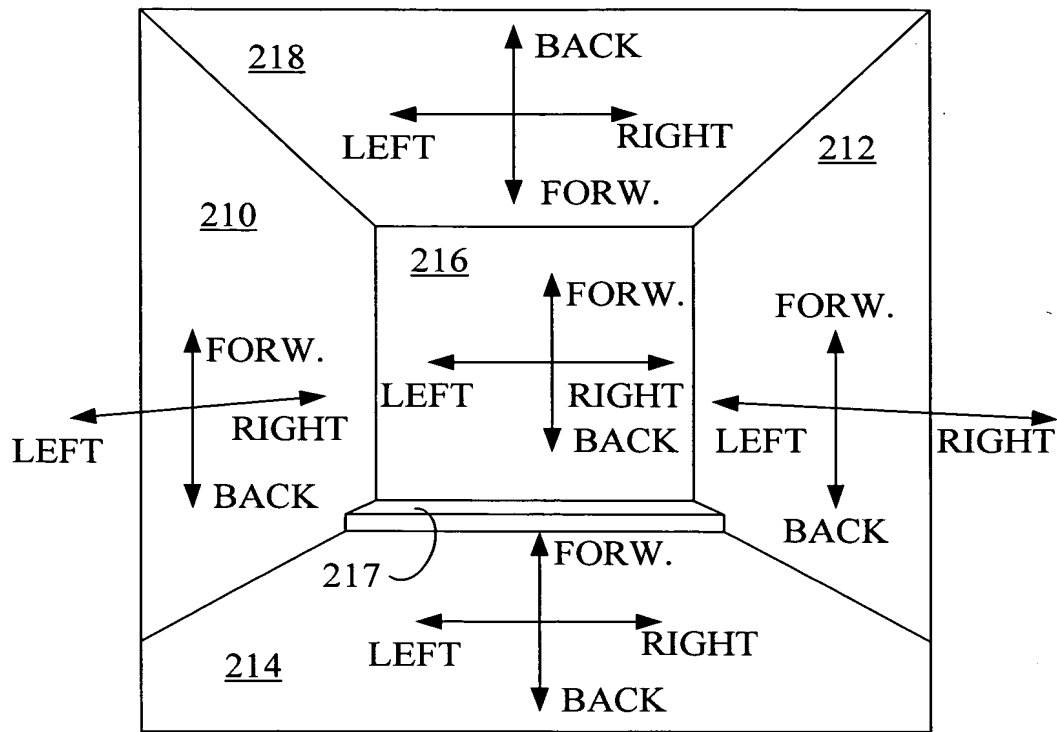 218
BACK
LEFT
RIGHT
FORW.
212
210
216
FORW.
LEFT
RIGHT
BACK
FORW.
LEFT
RIGHT
BACK
FORW.
LEFT
RIGHT
BACK
217
FORW.
LEFT
RIGHT
BACK
214